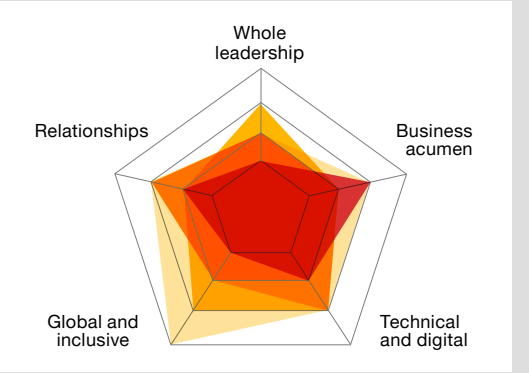 Whole
leadership
Relationships
Business
acumen
Global and
inclusive
Technical
and digital